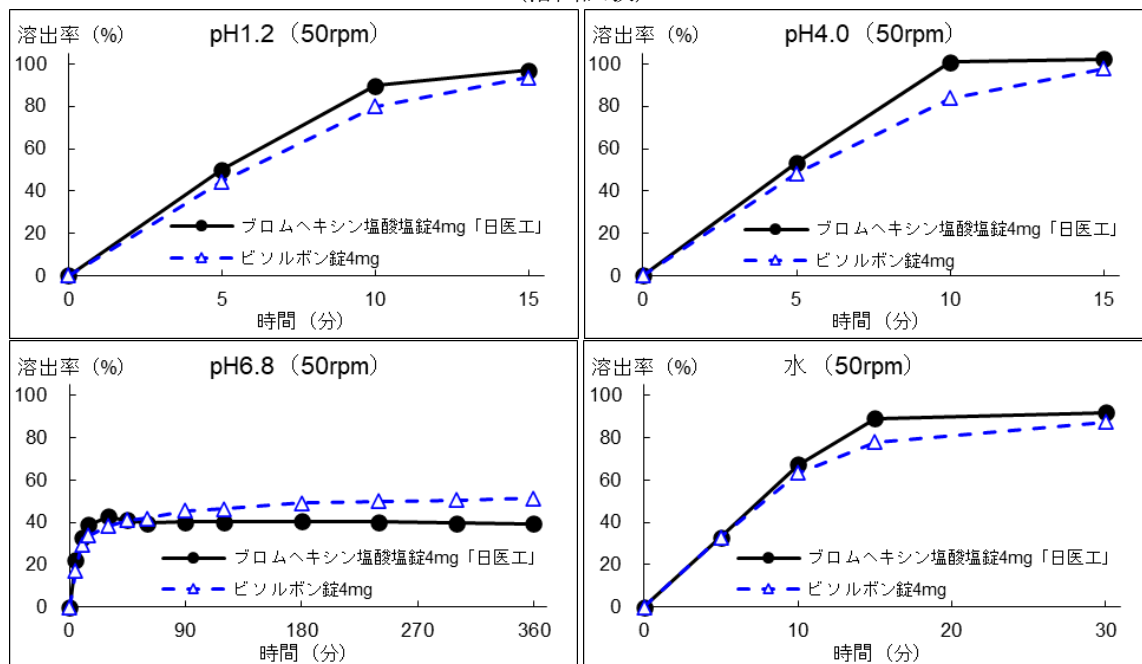 溶出率 (%)
pH1.2（50rpm）
100
80
60
40
20
0
ブロムヘキシン塩酸塩錠4mg「日医工」
ビソルボン錠4mg
0 5 10 15
時間（分）
溶出率 (%)
pH4.0（50rpm）
100
80
60
40
20
0
ブロムヘキシン塩酸塩錠4mg「日医工」
ビソルボン錠4mg
0 5 10 15
時間（分）
溶出率 (%)
pH6.8（50rpm）
100
80
60
40
20
0
ブロムヘキシン塩酸塩錠4mg「日医工」
ビソルボン錠4mg
0 90 180 270 360
時間（分）
溶出率 (%)
水（50rpm）
100
80
60
40
20
0
ブロムヘキシン塩酸塩錠4mg「日医工」
ビソルボン錠4mg
0 10 20 30
時間（分）